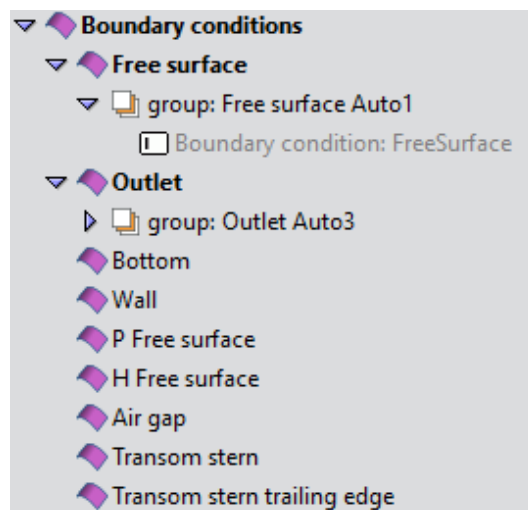 Boundary conditions
Free surface
group: Free surface Auto1
Boundary condition: FreeSurface
Outlet
group: Outlet Auto3
Bottom
Wall
P Free surface
H Free surface
Air gap
Transom stern
Transom stern trailing edge